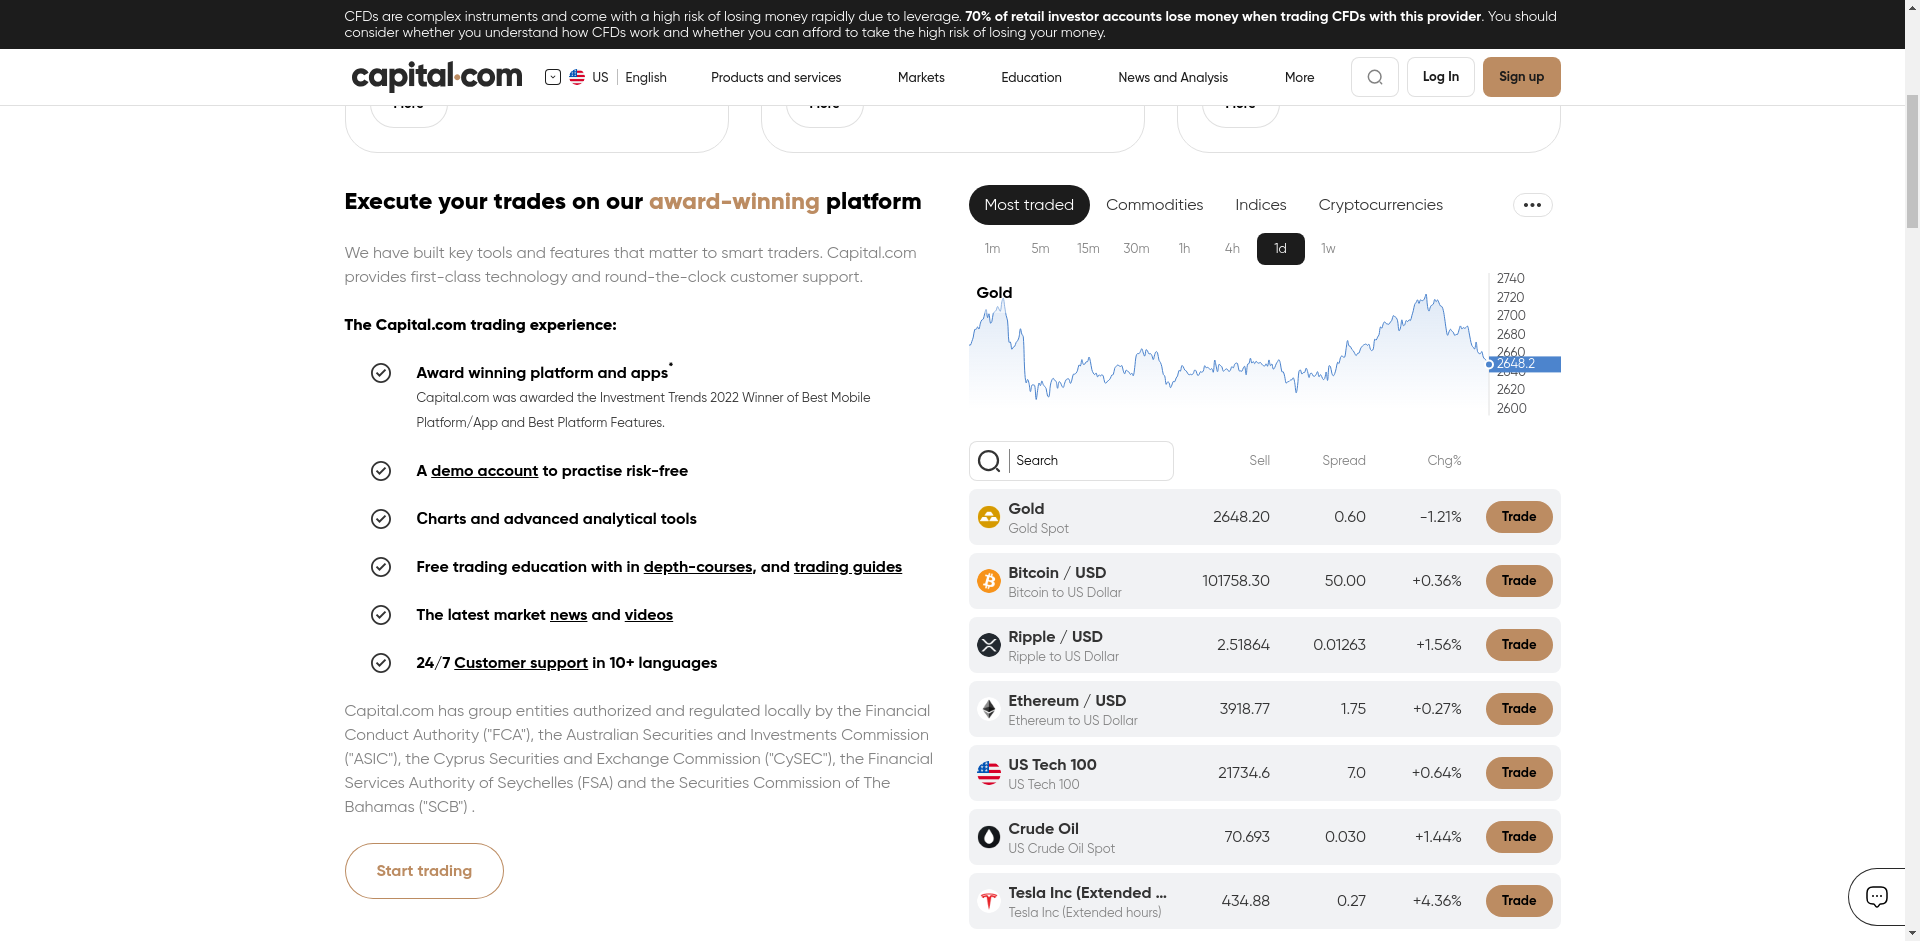 CFDs are complex instruments and come with a high risk of losing money rapidly due to leverage. 70% of retail investor accounts lose money when trading CFDs with this provider. You should
consider whether you understand how CFDs work and whether you can afford to take the high risk of losing your money.
capital.com
US
English
Products and services
Markets
Education
News and Analysis
More
Log In
Sign up
More
More
More
Execute your trades on our award-winning platform
We have built key tools and features that matter to smart traders. Capital.com
provides first-class technology and round-the-clock customer support.
The Capital.com trading experience:
Award winning platform and apps*
Capital.com was awarded the Investment Trends 2022 Winner of Best Mobile
Platform/App and Best Platform Features.
A demo account to practise risk-free
Charts and advanced analytical tools
Free trading education with in depth-courses, and trading guides
The latest market news and videos
24/7 Customer support in 10+ languages
Capital.com has group entities authorized and regulated locally by the Financial
Conduct Authority ("FCA"), the Australian Securities and Investments Commission
("ASIC"), the Cyprus Securities and Exchange Commission ("CySEC"), the Financial
Services Authority of Seychelles (FSA) and the Securities Commission of The
Bahamas ("SCB") .
Start trading
Most traded
Commodities
Indices
Cryptocurrencies
1m
5m
15m
30m
1h
4h
1d
1w
Gold
2740
2720
2700
2680
2660
2648.2
2640
2620
2600
Search
Sell
Spread
Chg%
Gold
Gold Spot
2648.20
0.60
-1.21%
Trade
Bitcoin / USD
Bitcoin to US Dollar
101758.30
50.00
+0.36%
Trade
Ripple / USD
Ripple to US Dollar
2.51864
0.01263
+1.56%
Trade
Ethereum / USD
Ethereum to US Dollar
3918.77
1.75
+0.27%
Trade
US Tech 100
US Tech 100
21734.6
7.0
+0.64%
Trade
Crude Oil
US Crude Oil Spot
70.693
0.030
+1.44%
Trade
Tesla Inc (Extended ...
Tesla Inc (Extended hours)
434.88
0.27
+4.36%
Trade